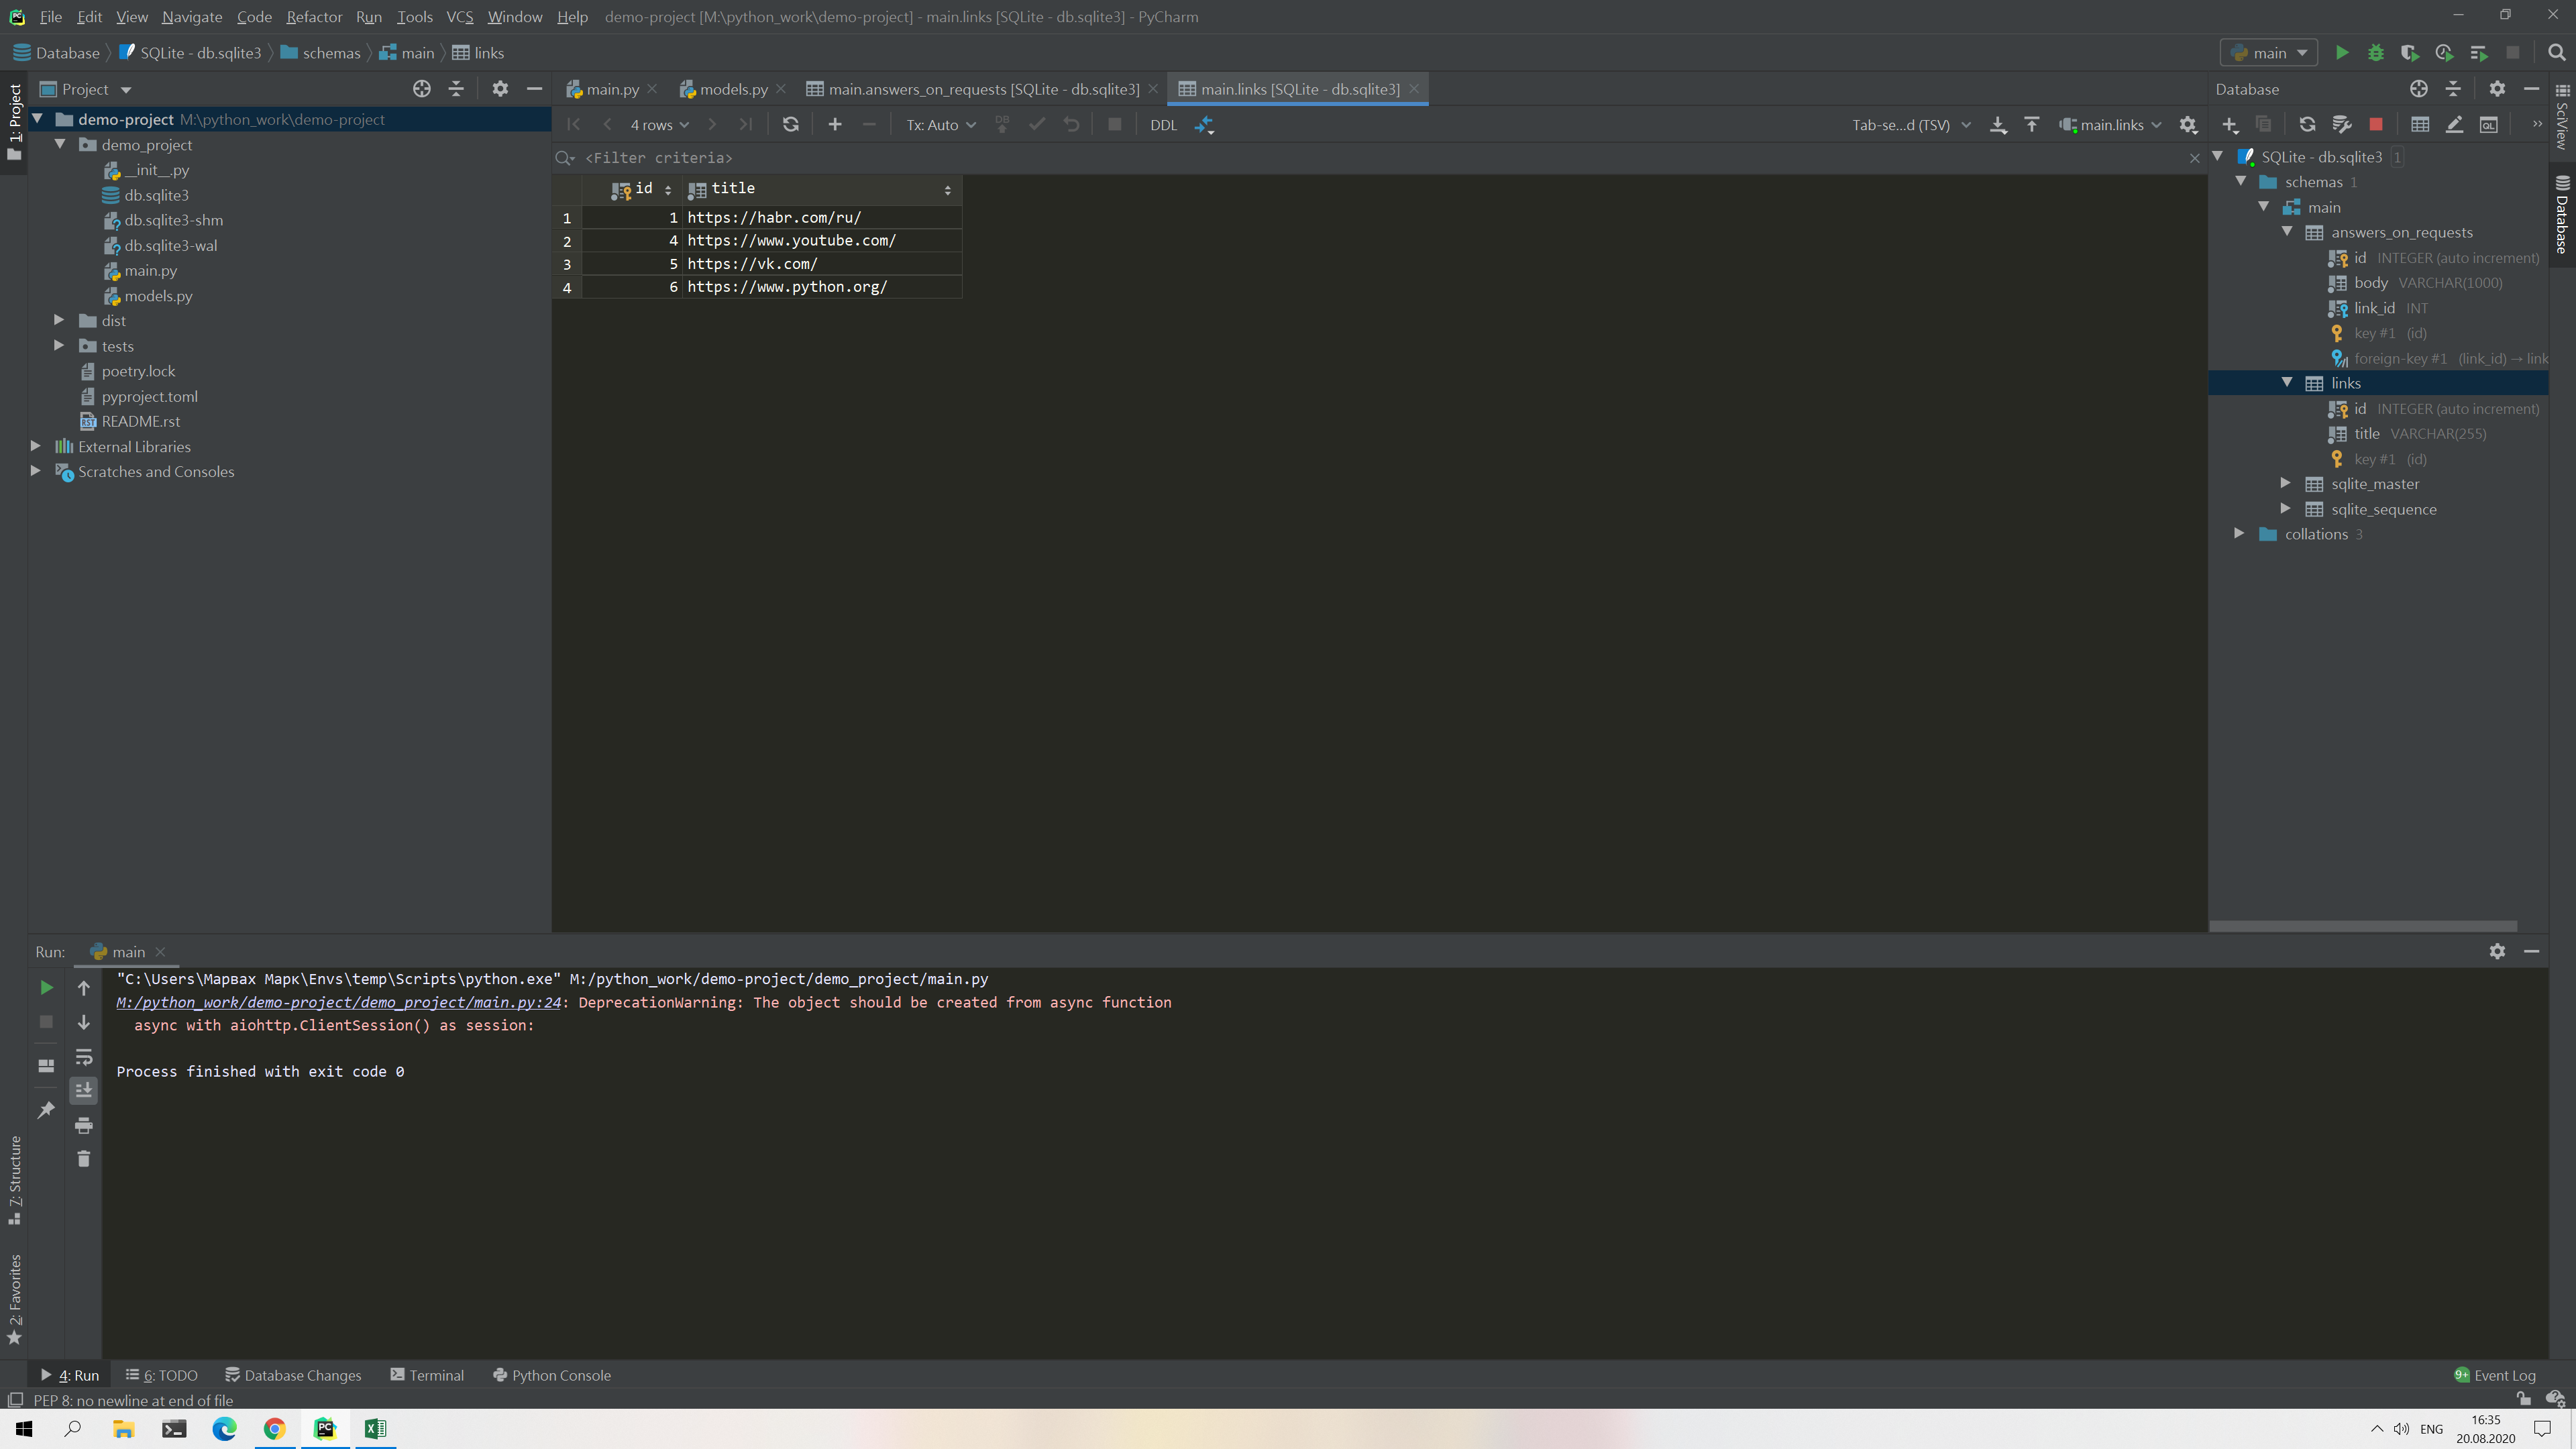 File Edit View Navigate Code Refactor Run Tools VCS Window Help demo-project [M:\python_work\demo-project] - main.links [SQLite - db.sqlite3] - PyCharm
Database SQLite - db.sqlite3 schemas main links
main
1: Project
Project
demo-project M:\python_work\demo-project
demo_project
__init__.py
db.sqlite3
db.sqlite3-shm
db.sqlite3-wal
main.py
models.py
dist
tests
poetry.lock
pyproject.toml
README.rst
External Libraries
Scratches and Consoles
main.py models.py main.answers_on_requests [SQLite - db.sqlite3] main.links [SQLite - db.sqlite3]
4 rows Tx: Auto DB DDL Tab-se...d (TSV) main.links
<Filter criteria>
id title
1 1 https://habr.com/ru/
2 4 https://www.youtube.com/
3 5 https://vk.com/
4 6 https://www.python.org/
Database
QL
SQLite - db.sqlite3 1
schemas 1
main
answers_on_requests
id INTEGER (auto increment)
body VARCHAR(1000)
link_id INT
key #1 (id)
foreign-key #1 (link_id) → link
links
id INTEGER (auto increment)
title VARCHAR(255)
key #1 (id)
sqlite_master
sqlite_sequence
collations 3
SciView
Database
Run: main
"C:\Users\Марвах Марк\Envs\temp\Scripts\python.exe" M:/python_work/demo-project/demo_project/main.py
M:/python_work/demo-project/demo_project/main.py:24: DeprecationWarning: The object should be created from async function
async with aiohttp.ClientSession() as session:
Process finished with exit code 0
7: Structure
2: Favorites
4: Run 6: TODO Database Changes Terminal Python Console 9+ Event Log
PEP 8: no newline at end of file
PC
ENG
16:35
20.08.2020